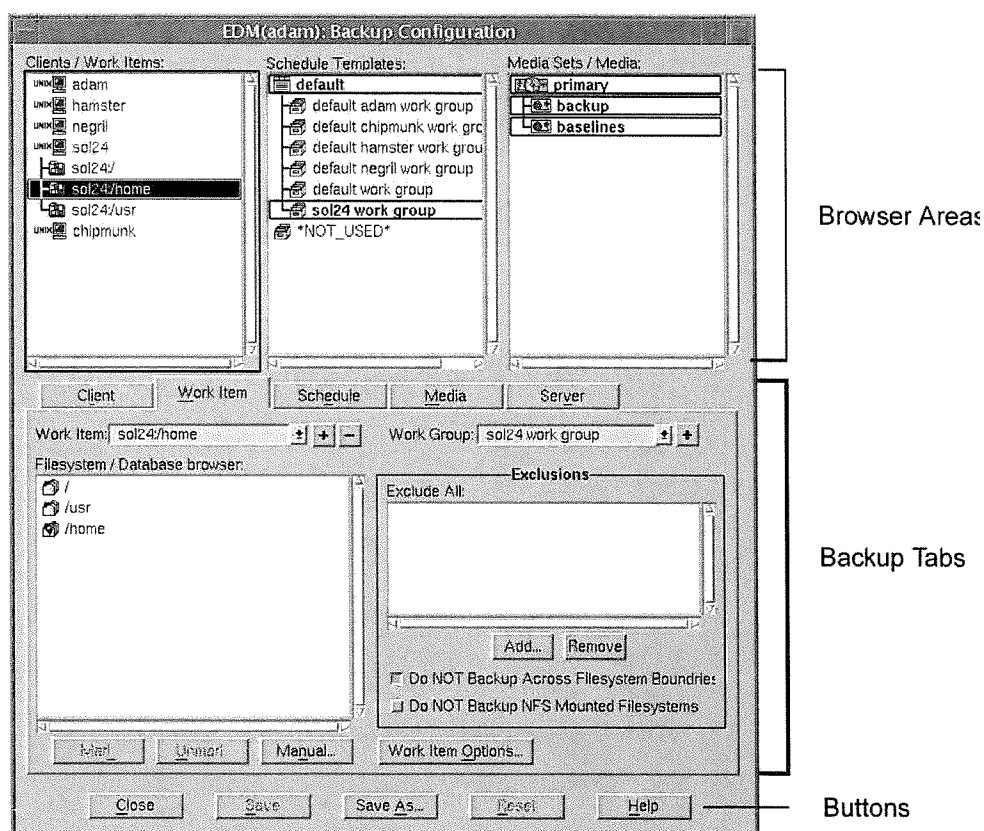 EDM(adam): Backup Configuration
Clients / Work Items:
UNIX adam
UNIX hamster
UNIX negril
UNIX sol24
sol24:/
sol24:/home
sol24:/usr
UNIX chipmunk
Schedule Templates:
default
default adam work group
default chipmunk work grc
default hamster work grou
default negril work group
default work group
sol24 work group
*NOT_USED*
Media Sets / Media:
primary
backup
baselines
Browser Areas
Client Work Item Schedule Media Server
Work Item: sol24:/home + - Work Group: sol24 work group +
Filesystem / Database browser:
/
/usr
/home
Exclusions
Exclude All:
Add... Remove
Do NOT Backup Across Filesystem Boundries
Do NOT Backup NFS Mounted Filesystems
Backup Tabs
Mark Unmark Manual... Work Item Options...
Close Save Save As... Reset Help
Buttons